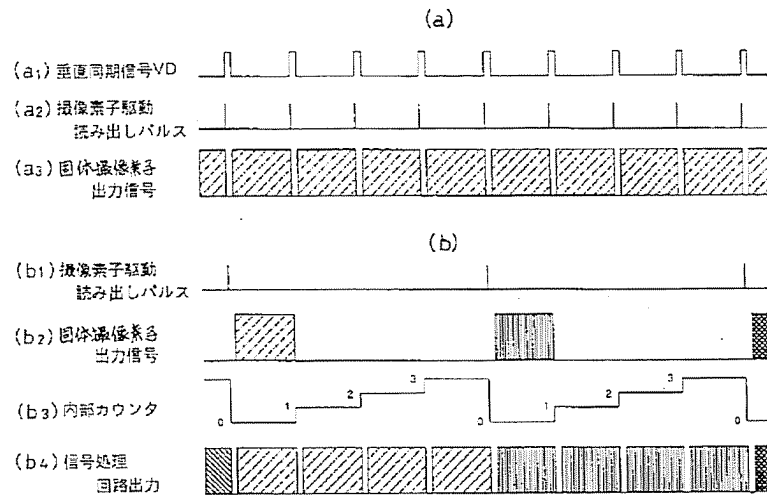 (a)
(a1) 垂直同期信号VD
(a2) 撮像素子駆動
読み出しパルス
(a3) 固体撮像素子
出力信号
(b)
(b1) 撮像素子駆動
読み出しパルス
(b2) 固体撮像素子
出力信号
3 3
2 2
1 1
(b3) 内部カウンタ 0 0 0
(b4) 信号処理
回路出力